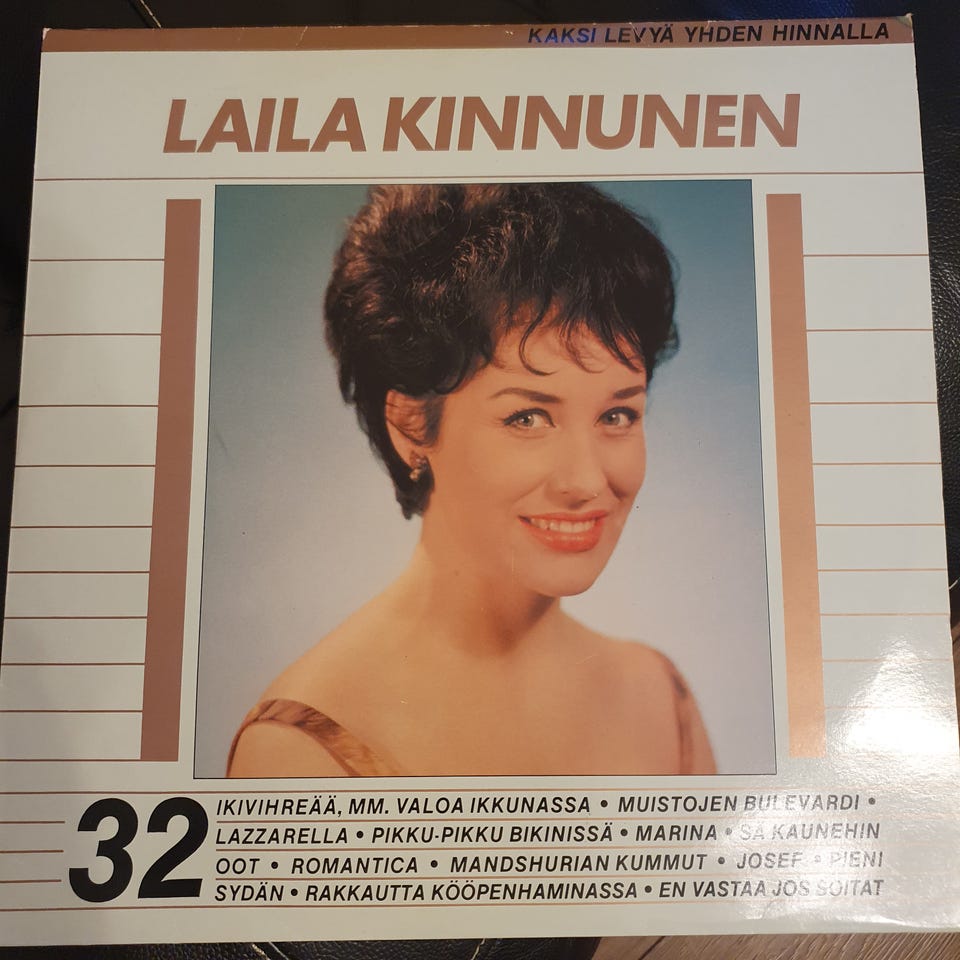 KAKSI LEVYÄ YHDEN HINNALLA
LAILA KINNUNEN
32
IKIVIHREÄÄ, MM. VALOA IKKUNASSA • MUISTOJEN BULEVARDI •
LAZZARELLA • PIKKU-PIKKU BIKINISSÄ • MARINA • SÄ KAUNEHIN
OOT • ROMANTICA • MANDSHURIAN KUMMUT • JOSEF • PIENI
SYDÄN • RAKKAUTTA KÖÖPENHAMINASSA • EN VASTAA JOS SOITAT